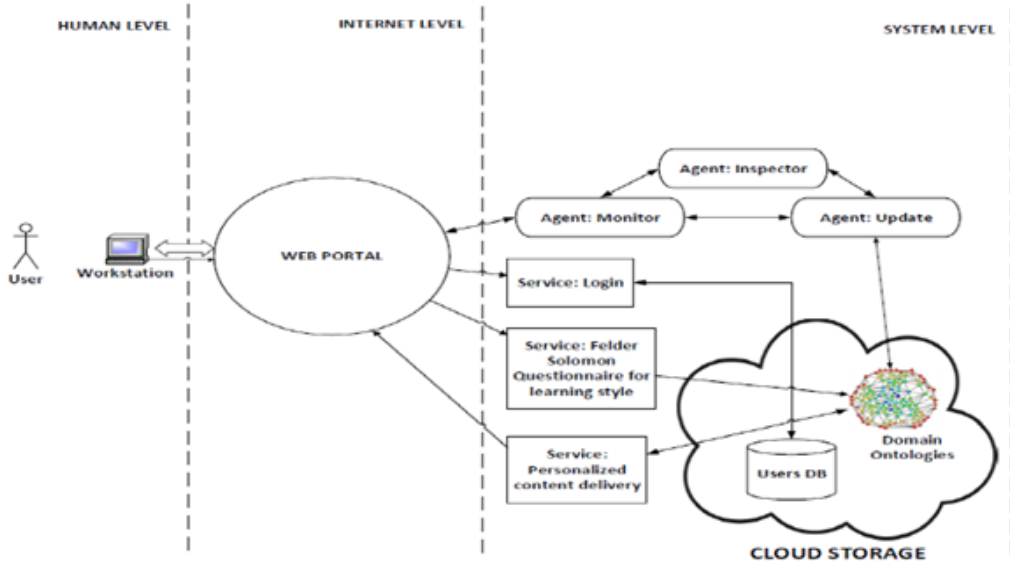 HUMAN LEVEL
INTERNET LEVEL
SYSTEM LEVEL
Agent: Inspector
Agent: Monitor
Agent: Update
WEB PORTAL
User
Workstation
Service: Login
Service: Felder
Solomon
Questionnaire for
learning style
Service:
Personalized
content delivery
Domain
Ontologies
Users DB
CLOUD STORAGE